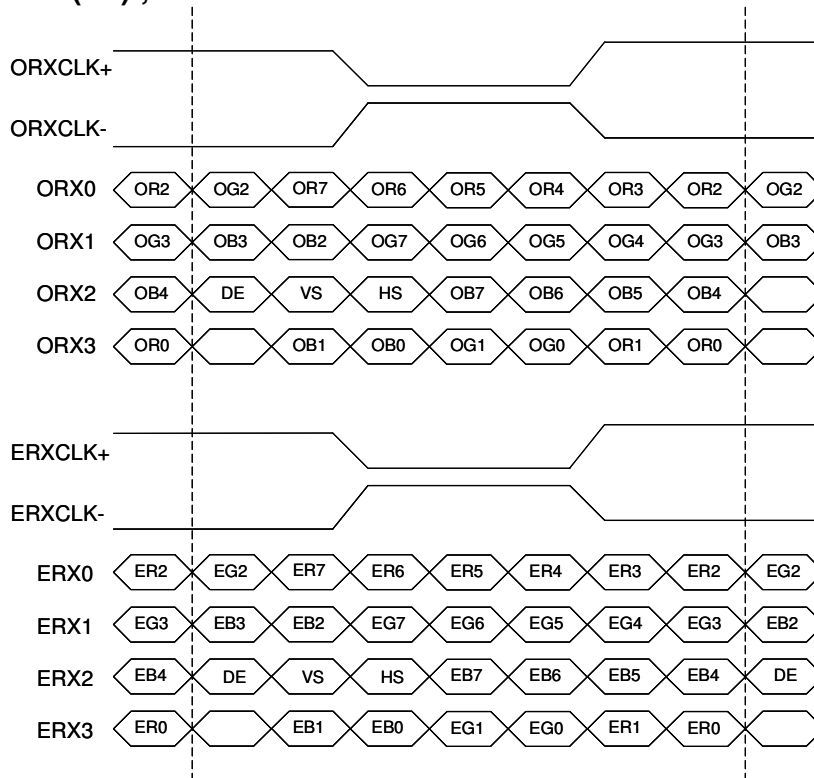 ORXCLK+
ORXCLK-
ORX0 OR2 OG2 OR7 OR6 OR5 OR4 OR3 OR2 OG2
ORX1 OG3 OB3 OB2 OG7 OG6 OG5 OG4 OG3 OB3
ORX2 OB4 DE VS HS OB7 OB6 OB5 OB4
ORX3 OR0 OB1 OB0 OG1 OG0 OR1 OR0
ERXCLK+
ERXCLK-
ERX0 ER2 EG2 ER7 ER6 ER5 ER4 ER3 ER2 EG2
ERX1 EG3 EB3 EB2 EG7 EG6 EG5 EG4 EG3 EB2
ERX2 EB4 DE VS HS EB7 EB6 EB5 EB4 DE
ERX3 ER0 EB1 EB0 EG1 EG0 ER1 ER0